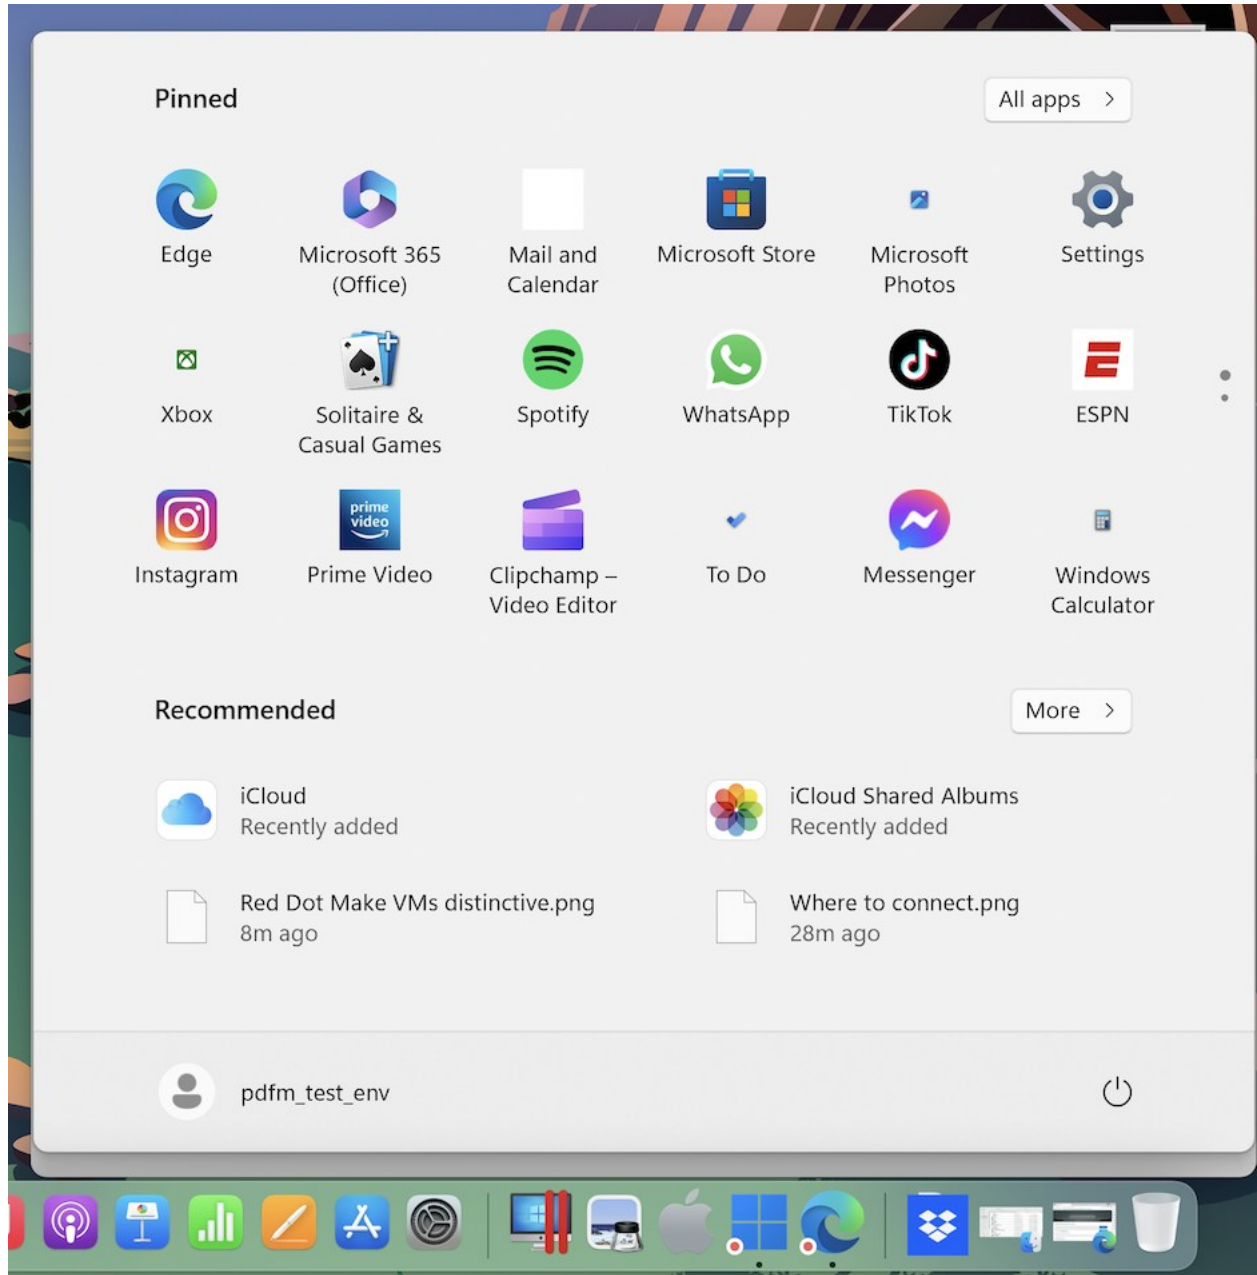 Pinned
All apps
Edge
Microsoft 365
(Office)
Mail and
Calendar
Microsoft Store
Microsoft
Photos
Settings
Xbox
Solitaire &
Casual Games
Spotify
WhatsApp
TikTok
ESPN
prime
video
Instagram
Prime Video
Clipchamp –
Video Editor
To Do
Messenger
Windows
Calculator
Recommended
More
iCloud
Recently added
iCloud Shared Albums
Recently added
Red Dot Make VMs distinctive.png
8m ago
Where to connect.png
28m ago
pdfm_test_env